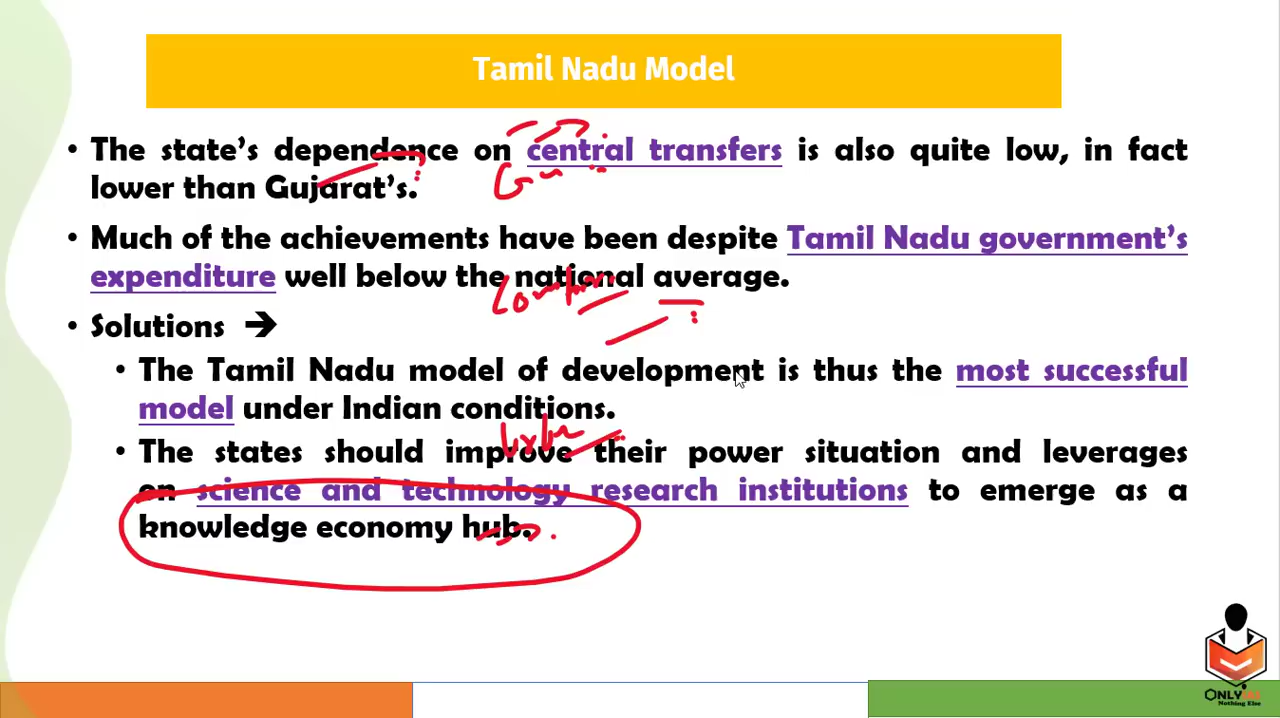 Tamil Nadu Model
• The state's dependence on central transfers is also quite low, in fact
lower than Gujarat's.
• Much of the achievements have been despite Tamil Nadu government's
expenditure well below the national average.
• Solutions ➔
• The Tamil Nadu model of development is thus the most successful
model under Indian conditions.
• The states should improve their power situation and leverages
on science and technology research institutions to emerge as a
knowledge economy hub.
Nothing Else